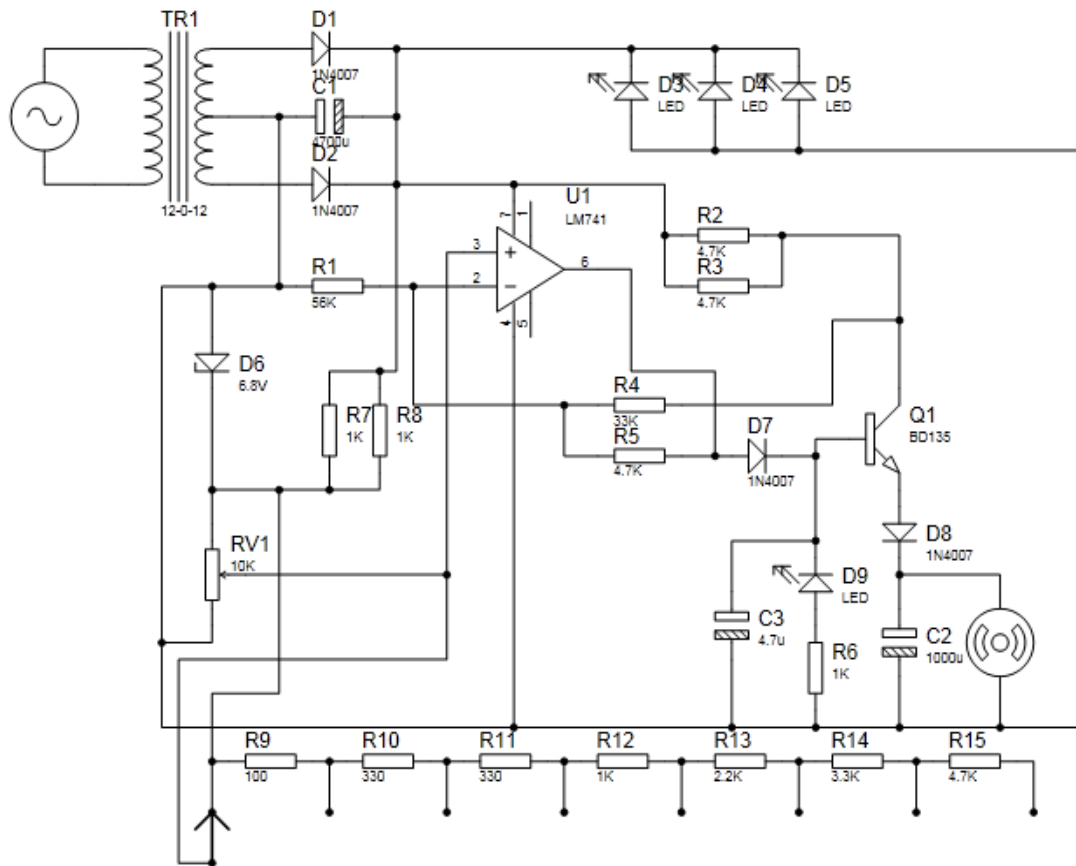 TR1
12-0-12
D1
1N4007
C1
4700u
D2
1N4007
D3
LED
D4
LED
D5
LED
U1
LM741
7
1
3
2
6
4
5
R1
56K
R2
4.7K
R3
4.7K
D6
6.8V
R7
1K
R8
1K
R4
33K
R5
4.7K
D7
1N4007
Q1
BD135
RV1
10K
D8
1N4007
D9
LED
C3
4.7u
R6
1K
C2
1000u
R9
100
R10
330
R11
330
R12
1K
R13
2.2K
R14
3.3K
R15
4.7K